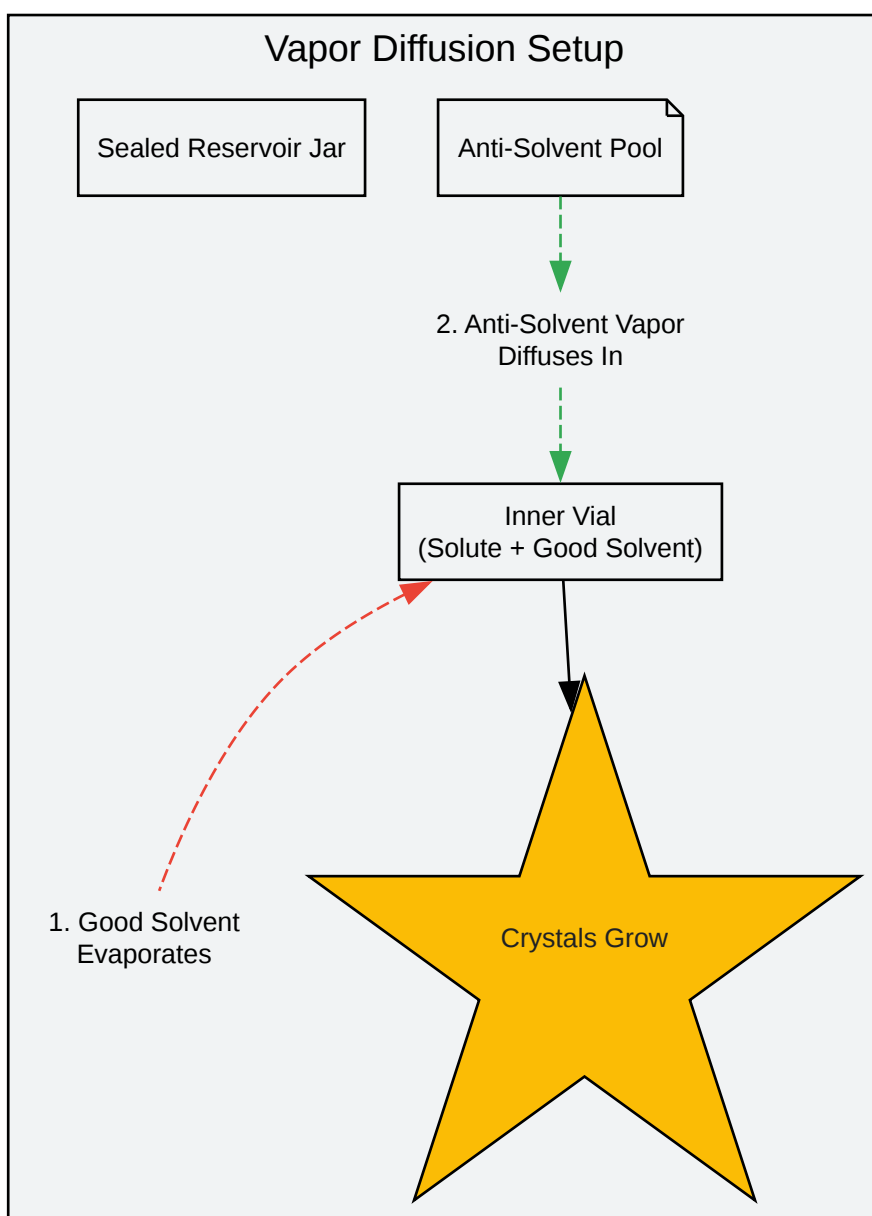 Vapor Diffusion Setup
Sealed Reservoir Jar
Anti-Solvent Pool
2. Anti-Solvent Vapor
Diffuses In
Inner Vial
(Solute + Good Solvent)
1. Good Solvent
Evaporates
Crystals Grow